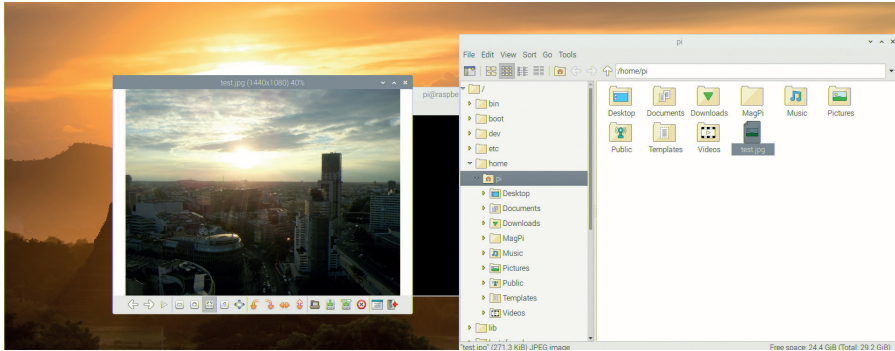 test.jpg (1440x1080) 40%
pi@raspbe
pi
File Edit View Sort Go Tools
/home/pi
/
bin
boot
dev
etc
home
pi
Desktop
Documents
Downloads
MagPi
Music
Pictures
Public
Templates
Videos
lib
Desktop Documents Downloads MagPi Music Pictures
Public Templates Videos test.jpg
"test.jpg" (271.3 KiB) JPEG image
Free space: 24.4 GiB (Total: 29.2 GiB)